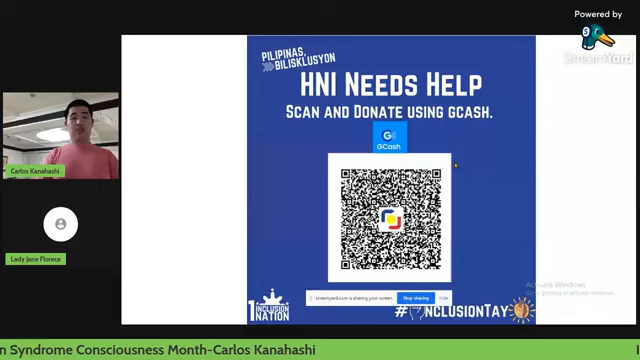 Powered by
StreamYard
PILIPINAS,
BILISKLUSYON
HNI NEEDS HELP
SCAN AND DONATE USING GCASH.
G
GCash
Carlos Kanahashi
Lady Jane Florece
Activate Windows
Go to Settings to activate Windows.
streamyard.com is sharing your screen.
Stop sharing
Hide
1 INCLUSION
NATION
#1NCLUSIONTAYO
n Syndrome Consciousness Month-Carlos Kanahashi